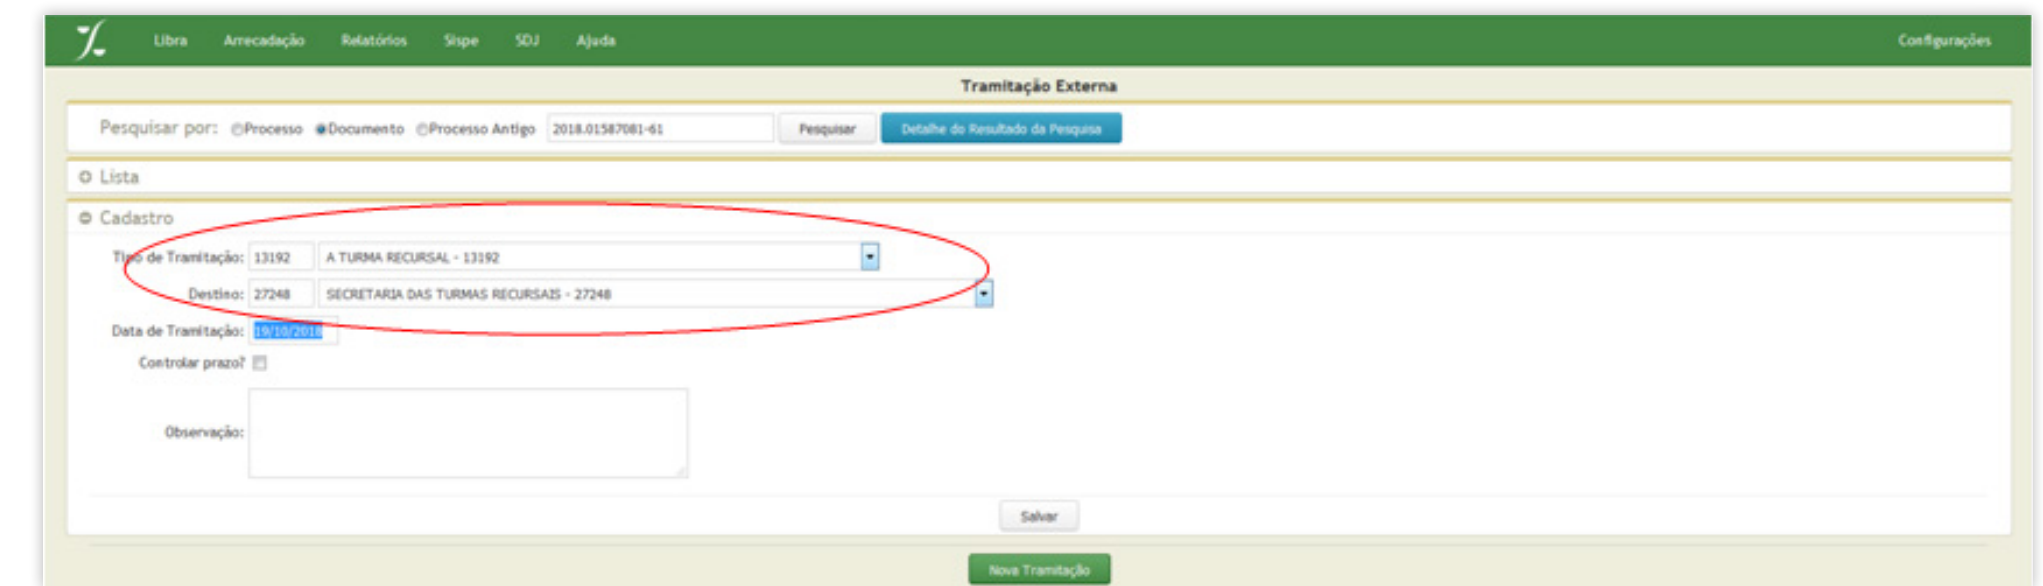 Libra Arrecadação Relatórios Sispe SDJ Ajuda Configurações
Tramitação Externa
Pesquisar por: Processo Documento Processo Antigo 2018.01587081-61 Pesquisar Detalhe do Resultado da Pesquisa
Lista
Cadastro
Tipo de Tramitação: 13192 A TURMA RECURSAL - 13192
Destino: 27248 SECRETARIA DAS TURMAS RECURSAIS - 27248
Data de Tramitação: 19/10/2018
Controlar prazo?
Observação:
Salvar
Nova Tramitação